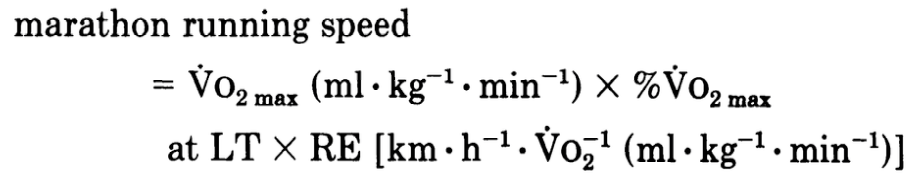 marathon running speed
= V̇O₂ max (ml · kg⁻¹ · min⁻¹) × %V̇O₂ max
at LT × RE [km · h⁻¹ · V̇O₂⁻¹ (ml · kg⁻¹ · min⁻¹)]